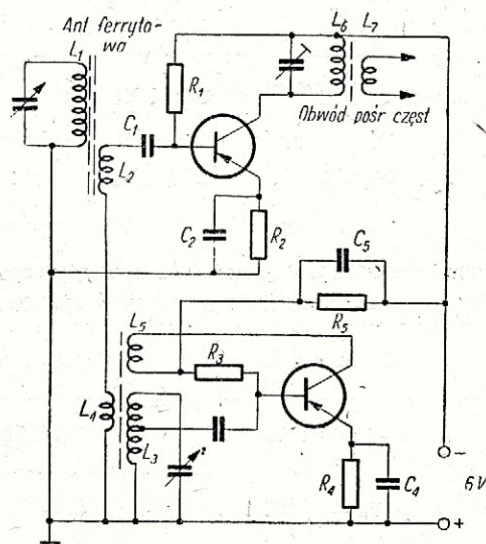 Ant ferryto-
wa
L₁
L₆ L₇
R₁
C₁
L₂
Obwód pośr częst
C₂
R₂
C₅
R₅
L₅
R₃
L₄
L₃
R₄
C₄
−
6V
+